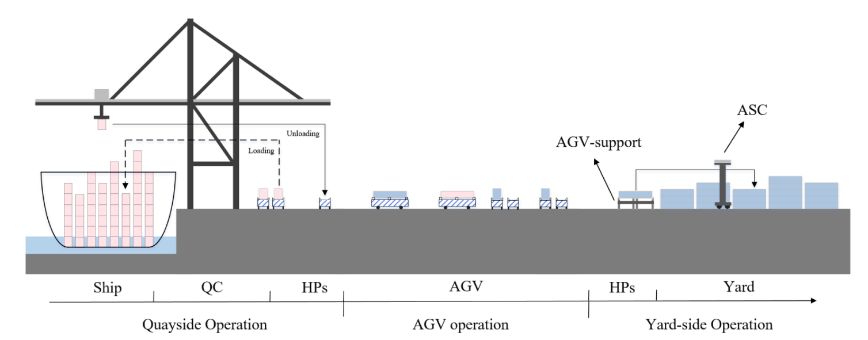 ASC
Unloading
AGV-support
Loading
Ship
QC
HPs
AGV
HPs
Yard
Quayside Operation
AGV operation
Yard-side Operation